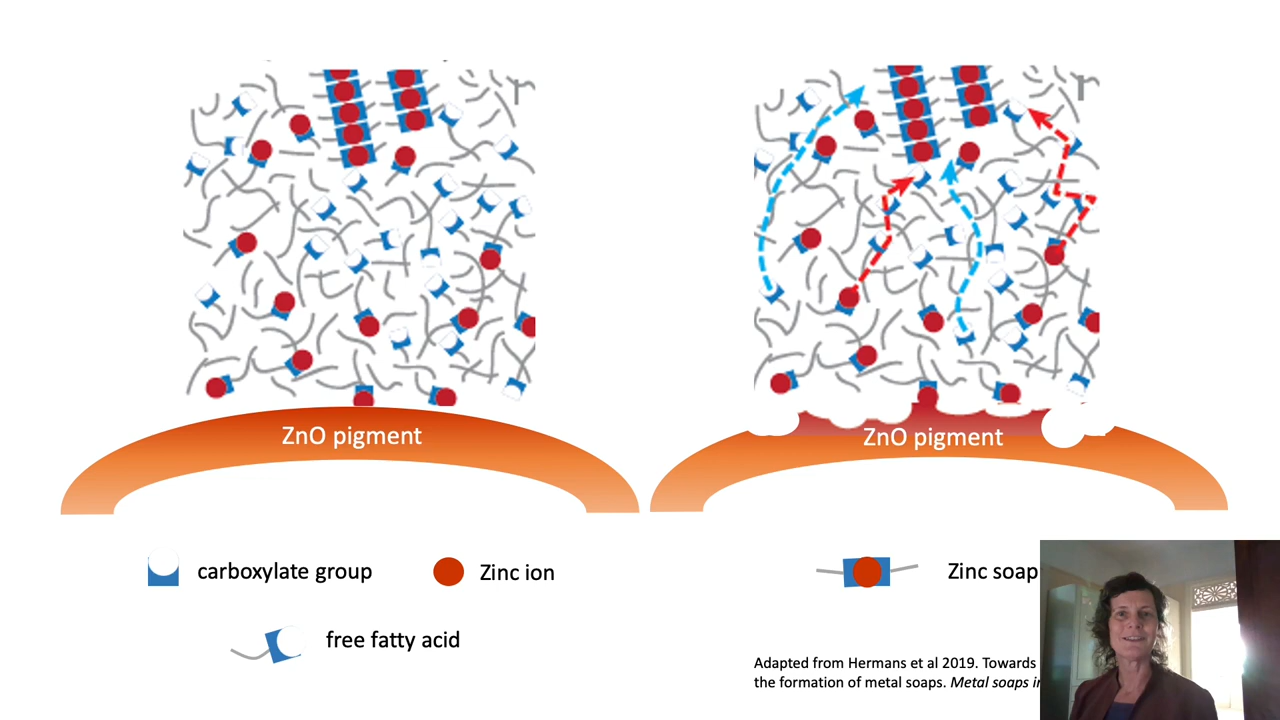 ZnO pigment
ZnO pigment
carboxylate group
Zinc ion
Zinc soap
free fatty acid
Adapted from Hermans et al 2019. Towards
the formation of metal soaps. Metal soaps